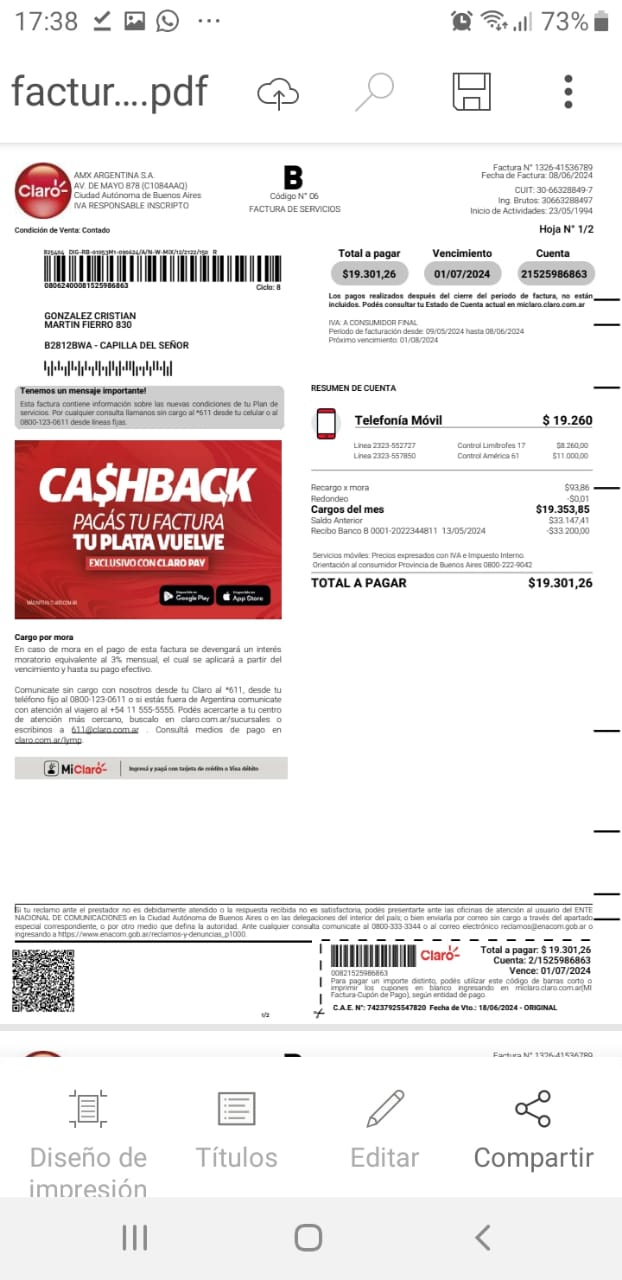 17:38
73%
factur....pdf
Claro
AMX ARGENTINA S.A.
AV. DE MAYO 878 (C1084AAQ)
Ciudad Autónoma de Buenos Aires
IVA RESPONSABLE INSCRIPTO
Condición de Venta: Contado
B
Código N° 06
FACTURA DE SERVICIOS
Factura N° 1326-41536789
Fecha de Factura: 08/06/2024
CUIT: 30-66328849-7
Ing. Brutos: 30663288497
Inicio de Actividades: 23/05/1994
Hoja N° 1/2
08062400081525986863
Ciclo: 8
GONZALEZ CRISTIAN
MARTIN FIERRO 830
B2812BWA - CAPILLA DEL SEÑOR
Total a pagar
Vencimiento
Cuenta
$19.301,26
01/07/2024
21525986863
Los pagos realizados después del cierre del período de factura, no están
incluidos. Podés consultar tu Estado de Cuenta actual en miclaro.claro.com.ar
IVA: A CONSUMIDOR FINAL
Período de facturación desde: 09/05/2024 hasta 08/06/2024
Próximo vencimiento: 01/08/2024
Tenemos un mensaje importante!
Esta factura contiene información sobre las nuevas condiciones de tu Plan de
servicios. Por cualquier consulta llamanos sin cargo al *611 desde tu celular o al
0800-123-0611 desde líneas fijas.
CA$HBACK
PAGÁS TU FACTURA
TU PLATA VUELVE
EXCLUSIVO CON CLARO PAY
Google Play
App Store
RESUMEN DE CUENTA
Telefonía Móvil $ 19.260
Línea 2323-552727 Control Limítrofes 17 $8.260,00
Línea 2323-557850 Control América 61 $11.000,00
Recargo x mora $93,86
Redondeo -$0,01
Cargos del mes $19.353,85
Saldo Anterior $33.147,41
Recibo Banco B 0001-2022344811 13/05/2024 -$33.200,00
Servicios móviles: Precios expresados con IVA e Impuesto Interno.
Orientación al consumidor Provincia de Buenos Aires 0800-222-9042
TOTAL A PAGAR $19.301,26
Cargo por mora
En caso de mora en el pago de esta factura se devengará un interés
moratorio equivalente al 3% mensual, el cual se aplicará a partir del
vencimiento y hasta su pago efectivo.
Comunicate sin cargo con nosotros desde tu Claro al *611, desde tu
teléfono fijo al 0800-123-0611 o si estás fuera de Argentina comunicate
con atención al viajero al +54 11 555-5555. Podés acercarte a tu centro
de atención más cercano, buscalo en claro.com.ar/sucursales o
escribinos a 611@claro.com.ar . Consultá medios de pago en
claro.com.ar/lymp
MiClaro
Ingresá y pagá con tarjeta de crédito o Visa débito
Si tu reclamo ante el prestador no es debidamente atendido o la respuesta recibida no es satisfactoria, podés presentarte ante las oficinas de atención al usuario del ENTE
NACIONAL DE COMUNICACIONES en la Ciudad Autónoma de Buenos Aires o en las delegaciones del interior del país; o bien enviarla por correo sin cargo a través del apartado
especial correspondiente, o por otro medio que defina la autoridad. Ante cualquier consulta comunicate al 0800-333-3344 o al correo electrónico reclamos@enacom.gob.ar o
ingresando a https://www.enacom.gob.ar/reclamos-y-denuncias_p1000.
1/2
00821525986863
Claro
Total a pagar: $ 19.301,26
Cuenta: 2/1525986863
Vence: 01/07/2024
Para pagar un importe distinto, podés utilizar este código de barras corto o
imprimir los cupones en blanco ingresando en miclaro.claro.com.ar(MI
Factura-Cupón de Pago), según entidad de pago.
C.A.E. N°: 74237925547820 Fecha de Vto.: 18/06/2024 - ORIGINAL
Factura N° 1326-41536789
Diseño de
impresión
Títulos
Editar
Compartir